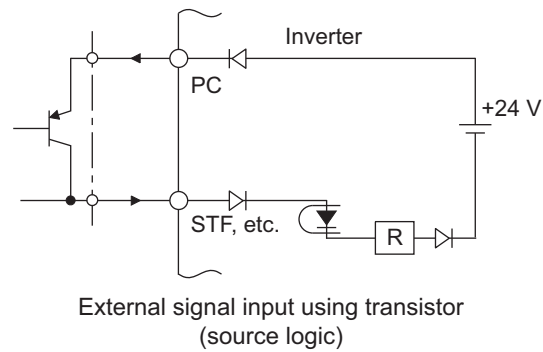 Inverter
PC
+24 V
STF, etc.
R
External signal input using transistor
(source logic)